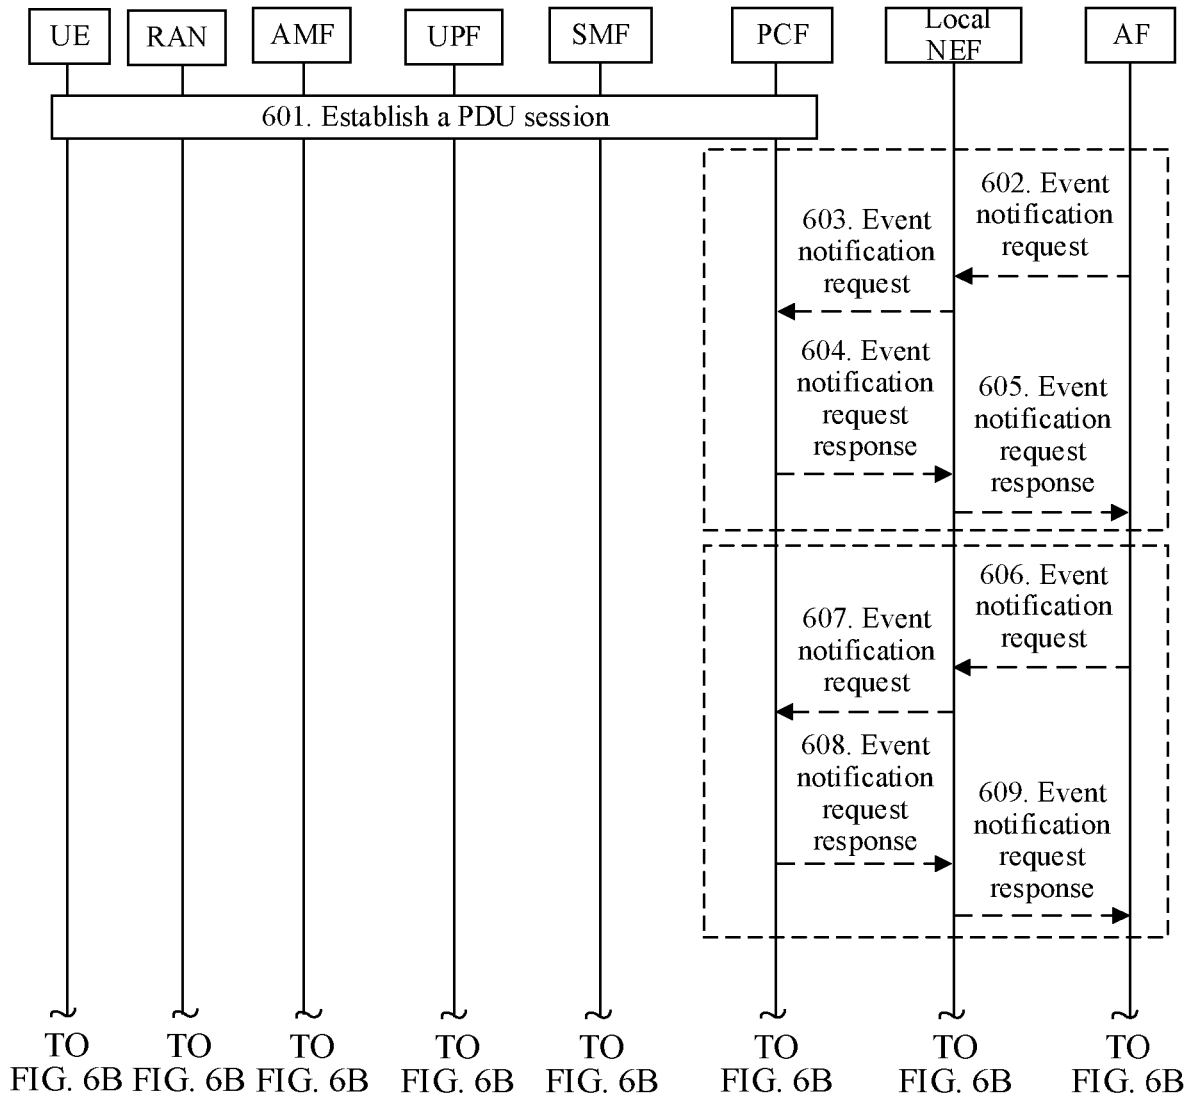 UE
RAN
AMF
UPF
SMF
PCF
Local
NEF
AF
601. Establish a PDU session
602. Event
notification
request
603. Event
notification
request
604. Event
notification
request
response
605. Event
notification
request
response
606. Event
notification
request
607. Event
notification
request
608. Event
notification
request
response
609. Event
notification
request
response
TO
FIG. 6B
TO
FIG. 6B
TO
FIG. 6B
TO
FIG. 6B
TO
FIG. 6B
TO
FIG. 6B
TO
FIG. 6B
TO
FIG. 6B